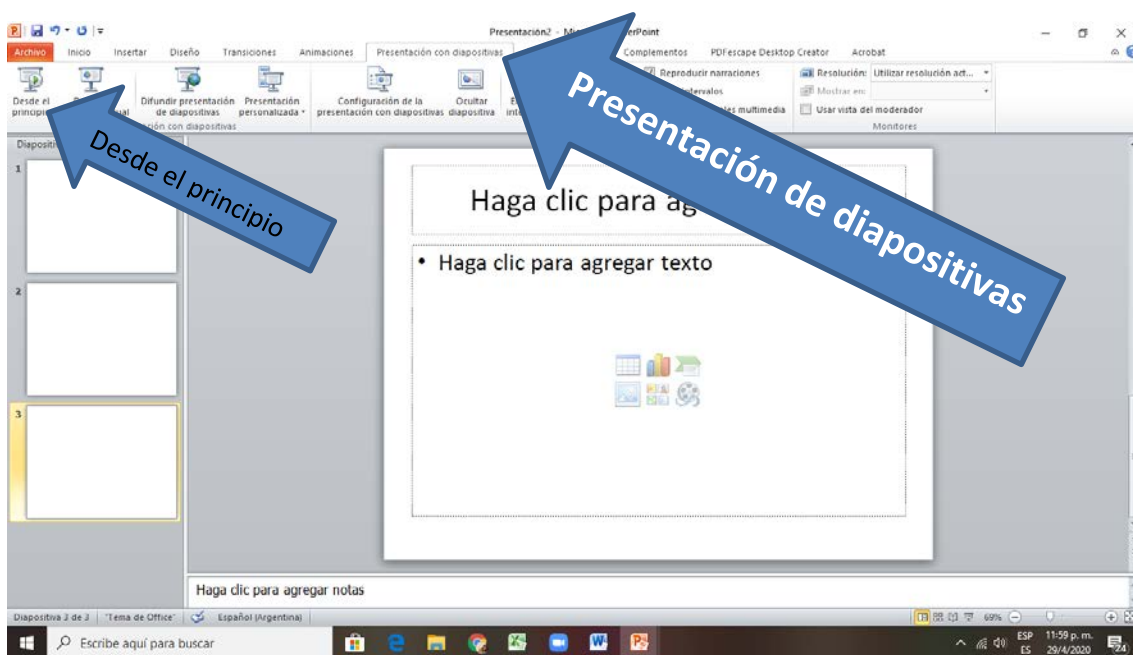 Presentación2 - Mi
erPoint
Archivo Inicio Insertar Diseño Transiciones Animaciones Presentación con diapositivas Complementos PDFescape Desktop Creator Acrobat
Desde el principio
Difundir presentación de diapositivas
Presentación personalizada
Configuración de la presentación con diapositivas
Ocultar diapositiva
Reproducir narraciones
Resolución: Utilizar resolución act...
Mostrar en:
multimedia
Usar vista del moderador
con diapositivas
Monitores
Presentación de diapositivas
Desde el principio
1
2
3
Haga clic para ag
• Haga clic para agregar texto
Haga clic para agregar notas
Diapositiva 3 de 3 "Tema de Office" Español (Argentina) 69%
Escribe aquí para buscar
ESP 11:59 p. m.
ES 29/4/2020
24